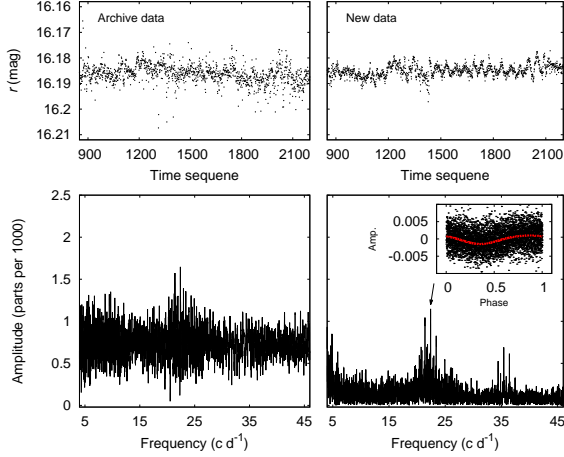 Archive data
New data
r (mag)
16.16
16.17
16.18
16.19
16.2
16.21
900 1200 1500 1800 2100
900 1200 1500 1800 2100
Time sequene
Time sequene
Amplitude (parts per 1000)
2.5
2
1.5
1
0.5
0
5 15 25 35 45
5 15 25 35 45
Frequency (c d-1)
Frequency (c d-1)
Amp.
0.005
0
-0.005
0 0.5 1
Phase